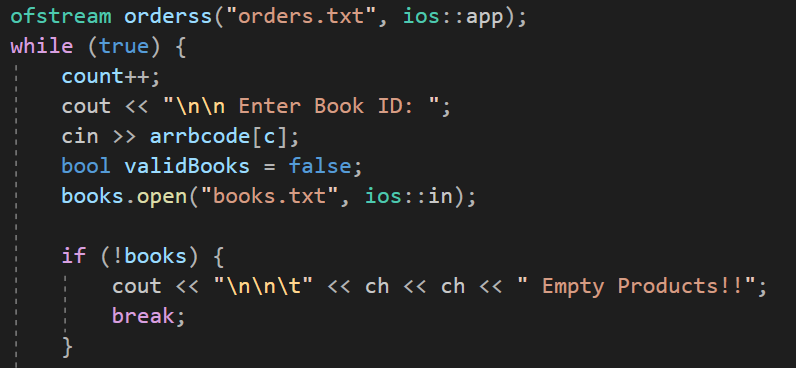 ofstream orderss("orders.txt", ios::app);
while (true) {
count++;
cout << "\n\n Enter Book ID: ";
cin >> arrbcode[c];
bool validBooks = false;
books.open("books.txt", ios::in);
if (!books) {
cout << "\n\n\t" << ch << ch << " Empty Products!!";
break;
}